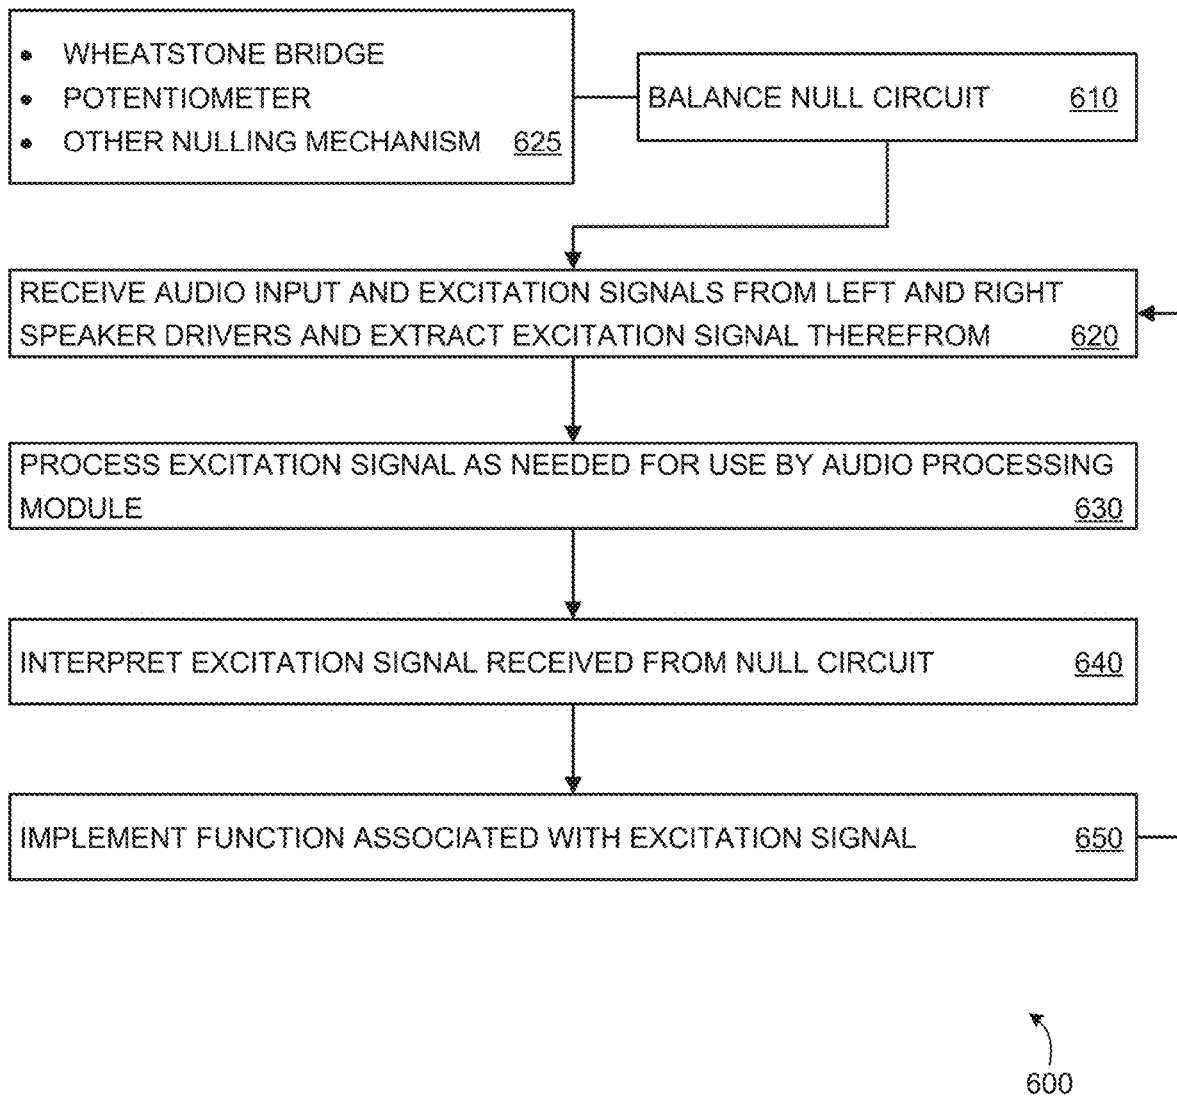 • WHEATSTONE BRIDGE
• POTENTIOMETER
• OTHER NULLING MECHANISM 625
BALANCE NULL CIRCUIT 610
RECEIVE AUDIO INPUT AND EXCITATION SIGNALS FROM LEFT AND RIGHT
SPEAKER DRIVERS AND EXTRACT EXCITATION SIGNAL THEREFROM 620
PROCESS EXCITATION SIGNAL AS NEEDED FOR USE BY AUDIO PROCESSING
MODULE 630
INTERPRET EXCITATION SIGNAL RECEIVED FROM NULL CIRCUIT 640
IMPLEMENT FUNCTION ASSOCIATED WITH EXCITATION SIGNAL 650
600